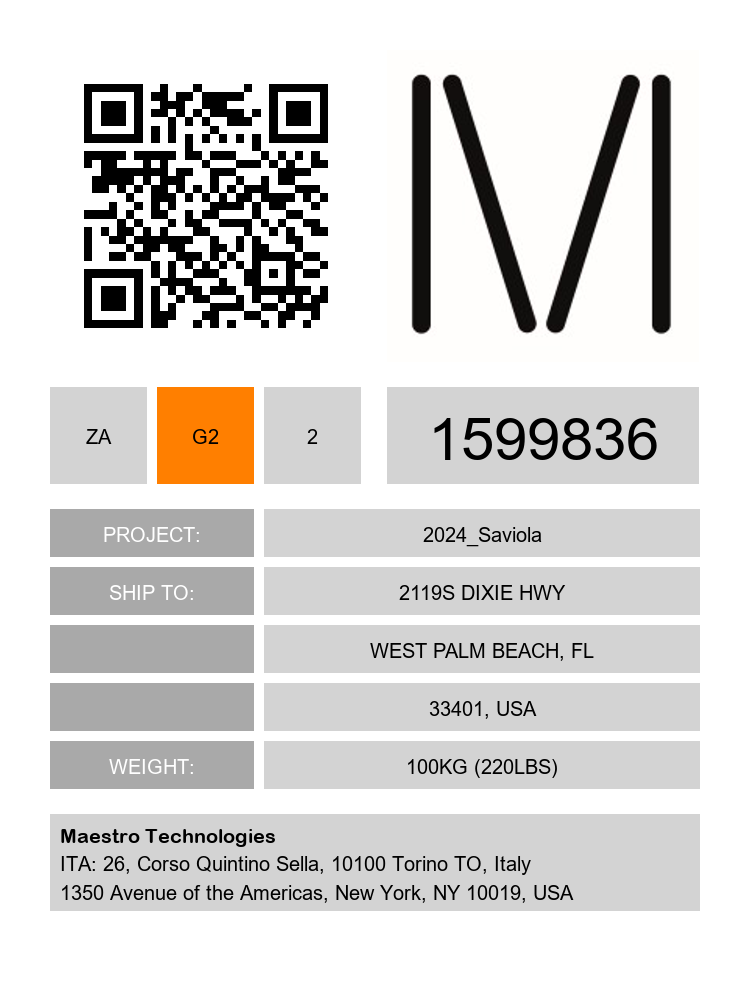 M
ZA
G2
2
1599836
PROJECT:
2024_Saviola
SHIP TO:
2119S DIXIE HWY
WEST PALM BEACH, FL
33401, USA
WEIGHT:
100KG (220LBS)
Maestro Technologies
ITA: 26, Corso Quintino Sella, 10100 Torino TO, Italy
1350 Avenue of the Americas, New York, NY 10019, USA